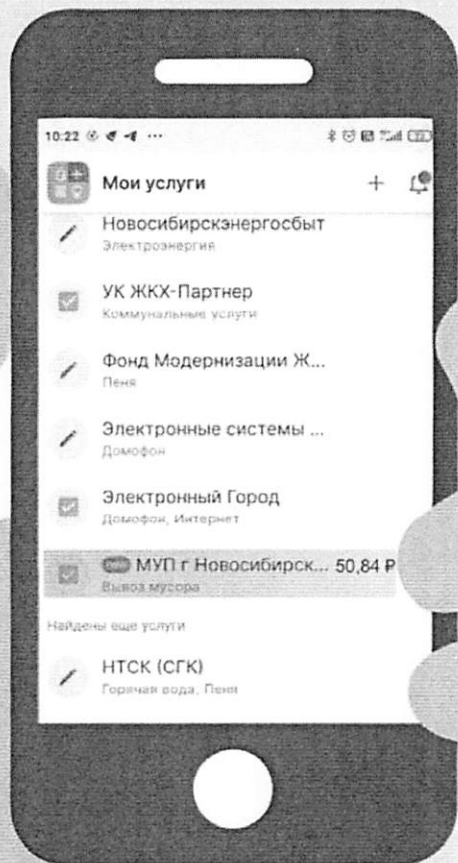 10:22
Мои услуги
Новосибирскэнергосбыт
Электроэнергия
УК ЖКХ-Партнер
Коммунальные услуги
Фонд Модернизации Ж...
Пеня
Электронные системы ...
Домофон
Электронный Город
Домофон, Интернет
МУП г Новосибирск... 50,84 ₽
Вывоз мусора
Найдены еще услуги
НТСК (СГК)
Горячая вода, Пеня